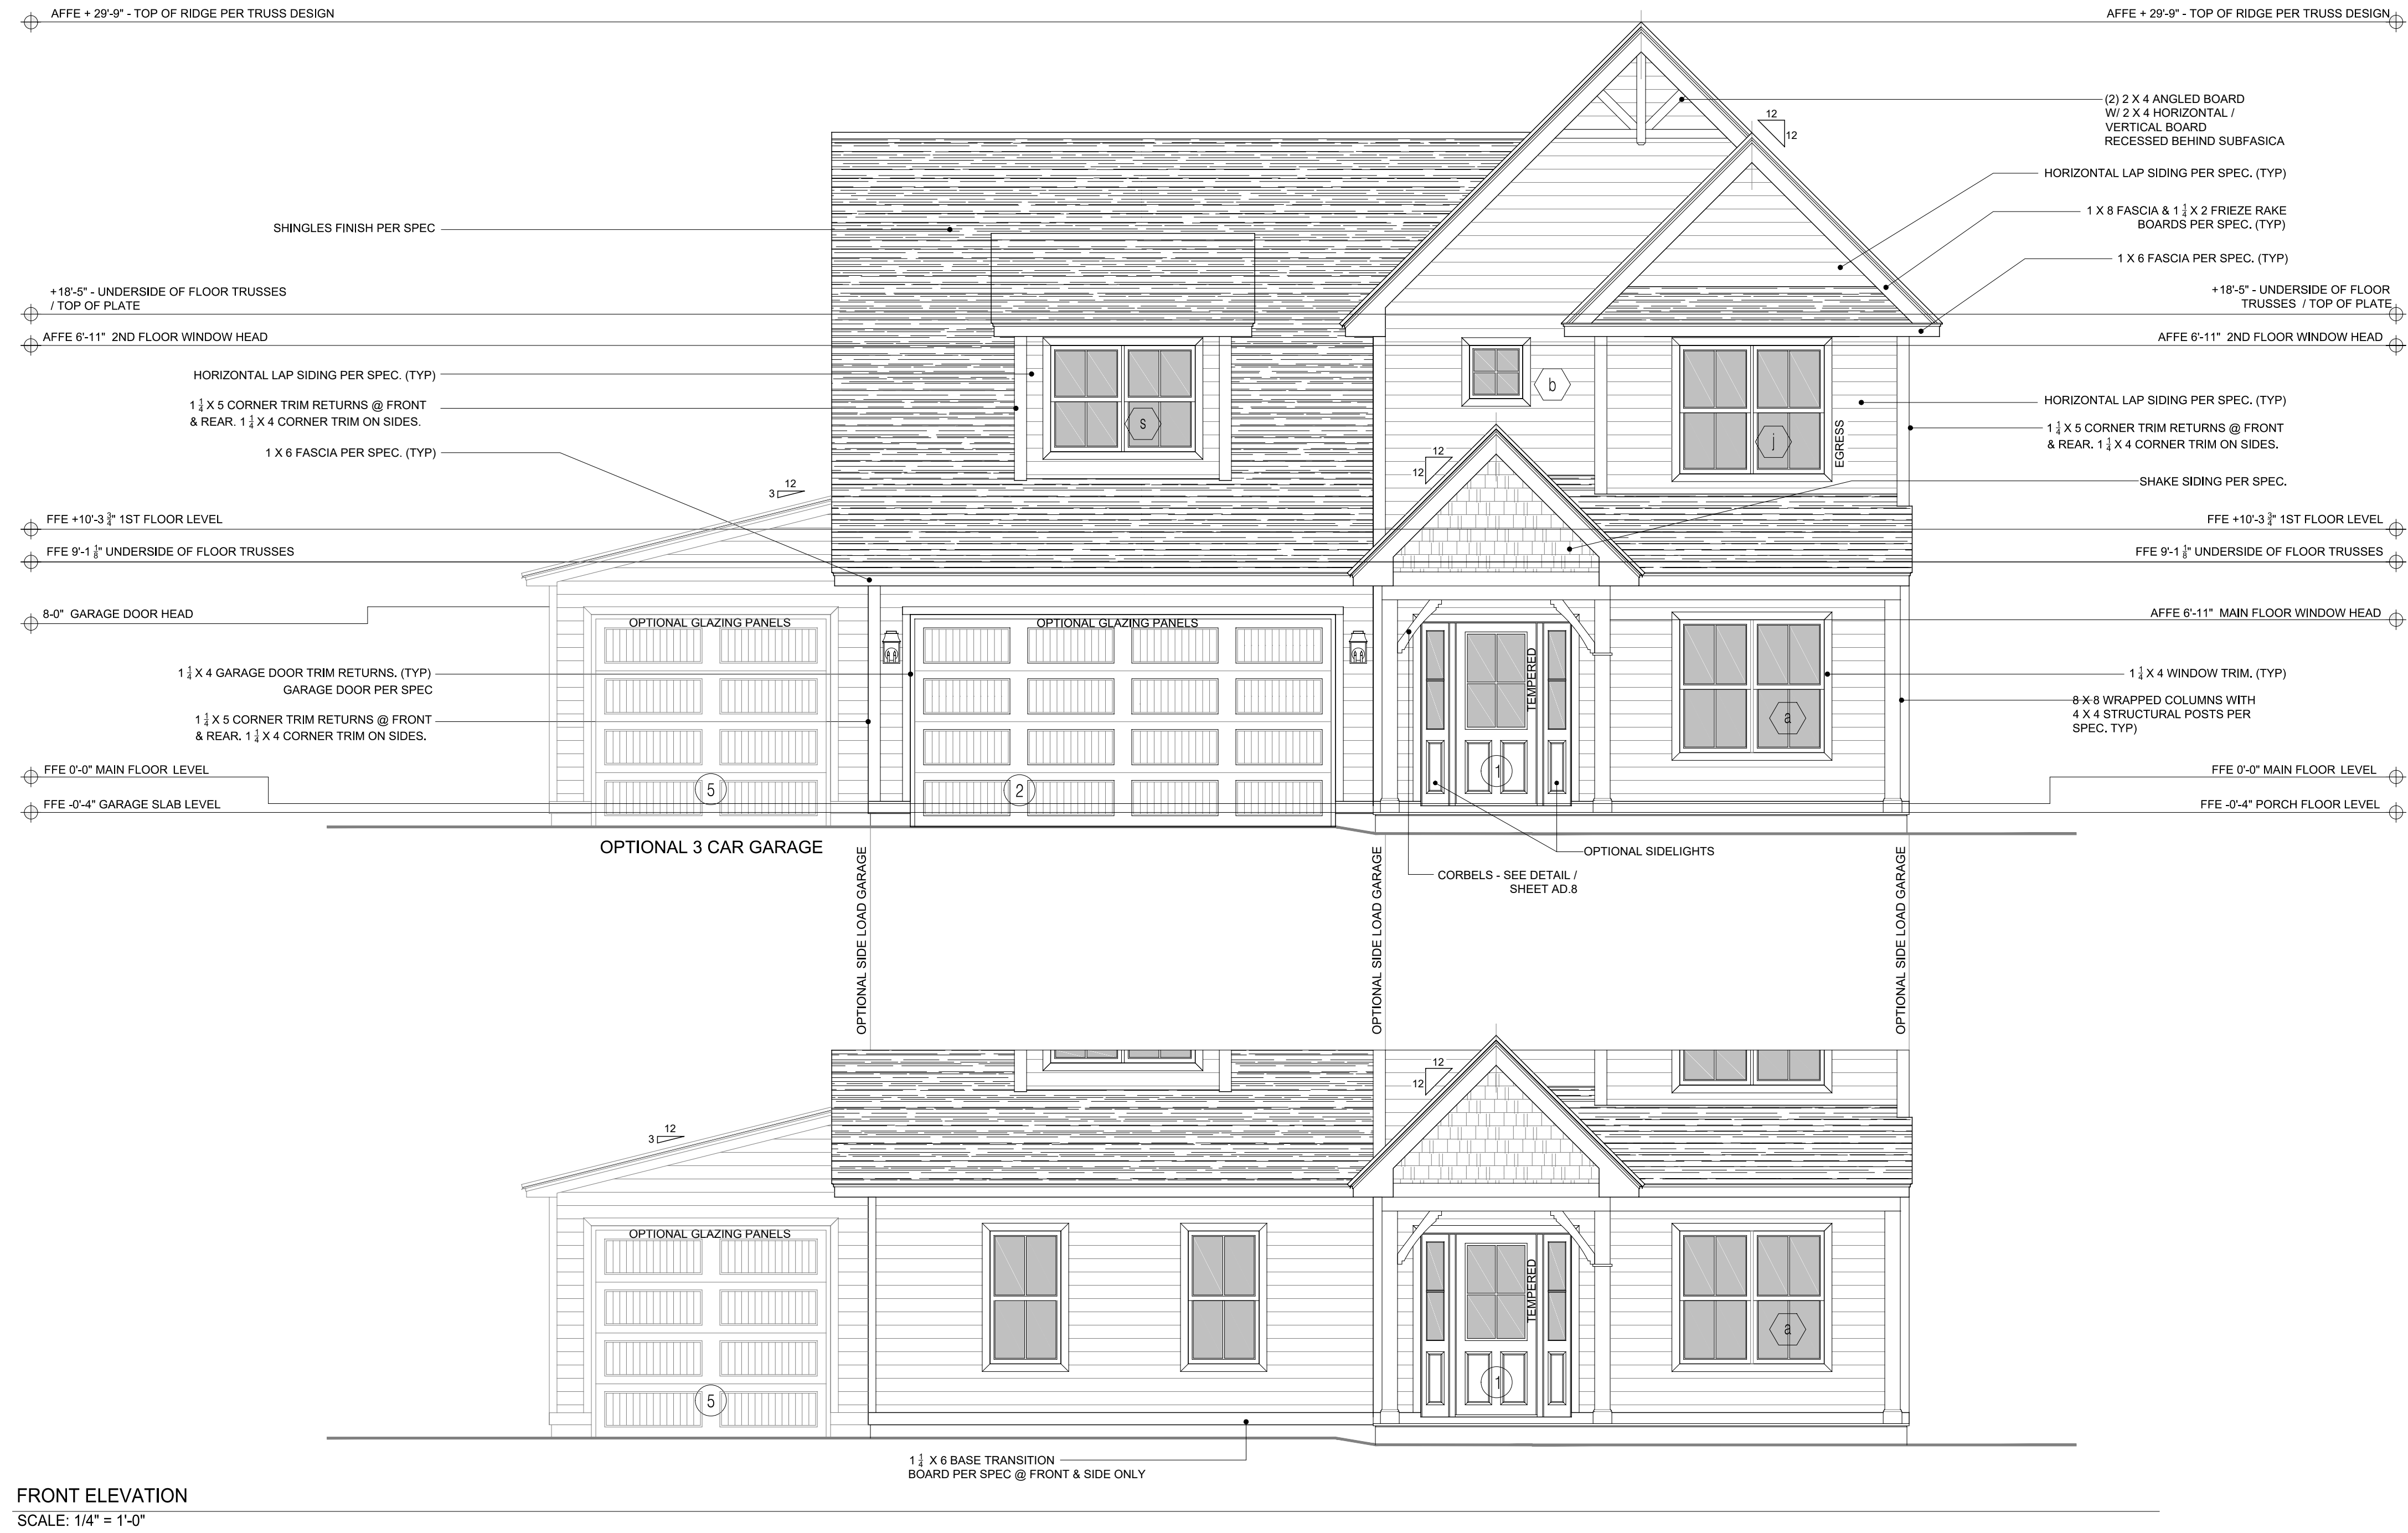 AFFE + 29'-9" - TOP OF RIDGE PER TRUSS DESIGN
AFFE + 29'-9" - TOP OF RIDGE PER TRUSS DESIGN
(2) 2 X 4 ANGLED BOARD
W/ 2 X 4 HORIZONTAL /
VERTICAL BOARD
RECESSED BEHIND SUBFASICA
12
12
HORIZONTAL LAP SIDING PER SPEC. (TYP)
1 X 8 FASCIA & 1 1/4 X 2 FRIEZE RAKE
BOARDS PER SPEC. (TYP)
SHINGLES FINISH PER SPEC
1 X 6 FASCIA PER SPEC. (TYP)
+18'-5" - UNDERSIDE OF FLOOR TRUSSES
/ TOP OF PLATE
+18'-5" - UNDERSIDE OF FLOOR
TRUSSES / TOP OF PLATE
AFFE 6'-11" 2ND FLOOR WINDOW HEAD
AFFE 6'-11" 2ND FLOOR WINDOW HEAD
HORIZONTAL LAP SIDING PER SPEC. (TYP)
b
1 1/4 X 5 CORNER TRIM RETURNS @ FRONT
& REAR. 1 1/4 X 4 CORNER TRIM ON SIDES.
HORIZONTAL LAP SIDING PER SPEC. (TYP)
s
j
EGRESS
1 1/4 X 5 CORNER TRIM RETURNS @ FRONT
& REAR. 1 1/4 X 4 CORNER TRIM ON SIDES.
1 X 6 FASCIA PER SPEC. (TYP)
12
12
SHAKE SIDING PER SPEC.
12
3
FFE +10'-3 3/4" 1ST FLOOR LEVEL
FFE +10'-3 3/4" 1ST FLOOR LEVEL
FFE 9'-1 1/8" UNDERSIDE OF FLOOR TRUSSES
FFE 9'-1 1/8" UNDERSIDE OF FLOOR TRUSSES
8-0" GARAGE DOOR HEAD
AFFE 6'-11" MAIN FLOOR WINDOW HEAD
OPTIONAL GLAZING PANELS
OPTIONAL GLAZING PANELS
TEMPERED
1 1/4 X 4 GARAGE DOOR TRIM RETURNS. (TYP)
GARAGE DOOR PER SPEC
1 1/4 X 4 WINDOW TRIM. (TYP)
8 X 8 WRAPPED COLUMNS WITH
4 X 4 STRUCTURAL POSTS PER
SPEC. TYP)
1 1/4 X 5 CORNER TRIM RETURNS @ FRONT
& REAR. 1 1/4 X 4 CORNER TRIM ON SIDES.
a
FFE 0'-0" MAIN FLOOR LEVEL
FFE 0'-0" MAIN FLOOR LEVEL
5
2
1
FFE -0'-4" GARAGE SLAB LEVEL
FFE -0'-4" PORCH FLOOR LEVEL
OPTIONAL 3 CAR GARAGE
OPTIONAL SIDELIGHTS
CORBELS - SEE DETAIL /
SHEET AD.8
OPTIONAL SIDE LOAD GARAGE
OPTIONAL SIDE LOAD GARAGE
OPTIONAL SIDE LOAD GARAGE
12
12
12
3
OPTIONAL GLAZING PANELS
TEMPERED
a
5
1
1 1/4 X 6 BASE TRANSITION
BOARD PER SPEC @ FRONT & SIDE ONLY
FRONT ELEVATION
SCALE: 1/4" = 1'-0"